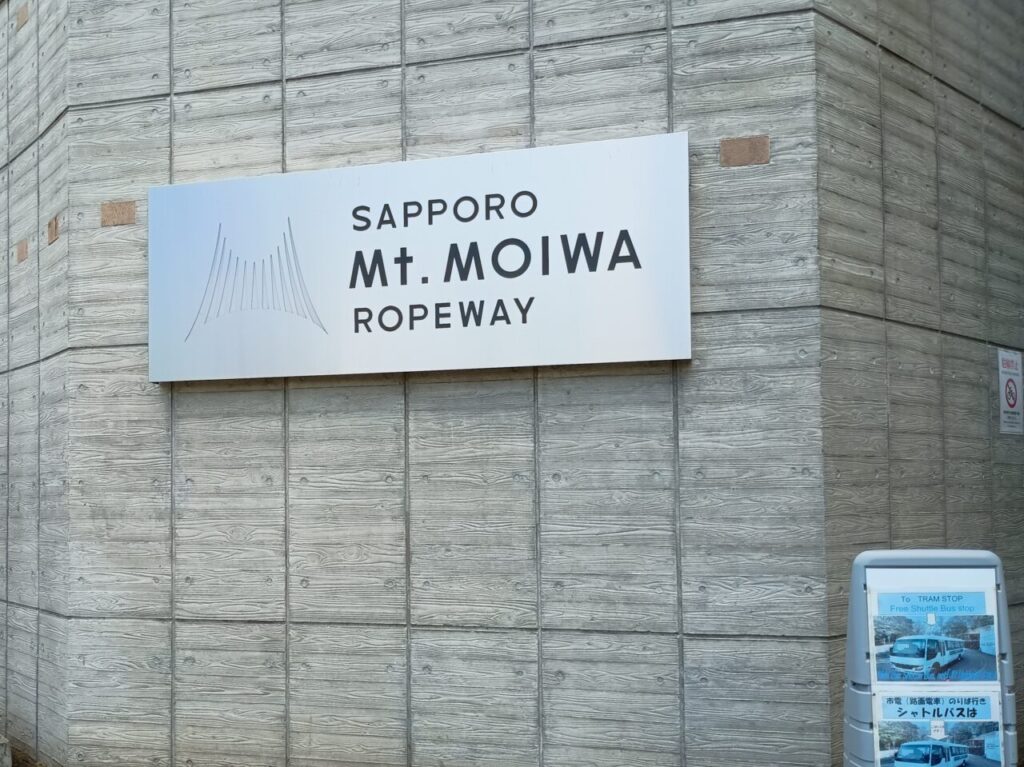 SAPPORO
Mt. MOIWA
ROPEWAY
To TRAM STOP
Free Shuttle Bus stop
市電（路面電車）のりば行き
シャトルバスは